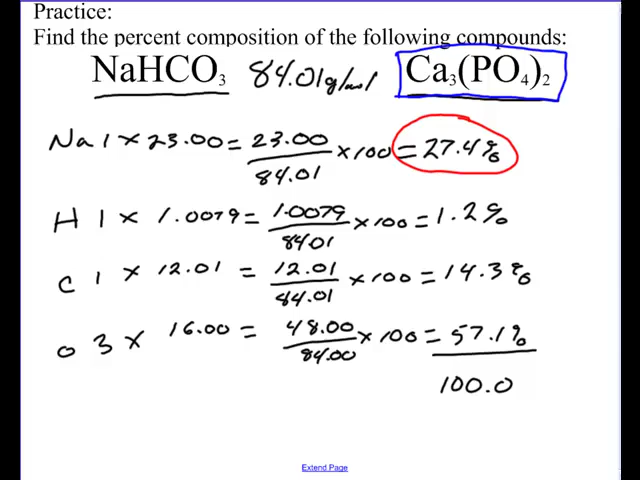 Practice:
Find the percent composition of the following compounds:
NaHCO₃ 84.01g/mol Ca₃(PO₄)₂
Na 1 × 23.00 = 23.00/84.01 × 100 = 27.4%
H 1 × 1.0079 = 1.0079/84.01 × 100 = 1.2%
C 1 × 12.01 = 12.01/84.01 × 100 = 14.3%
O 3 × 16.00 = 48.00/84.00 × 100 = 57.1%
100.0
Extend Page